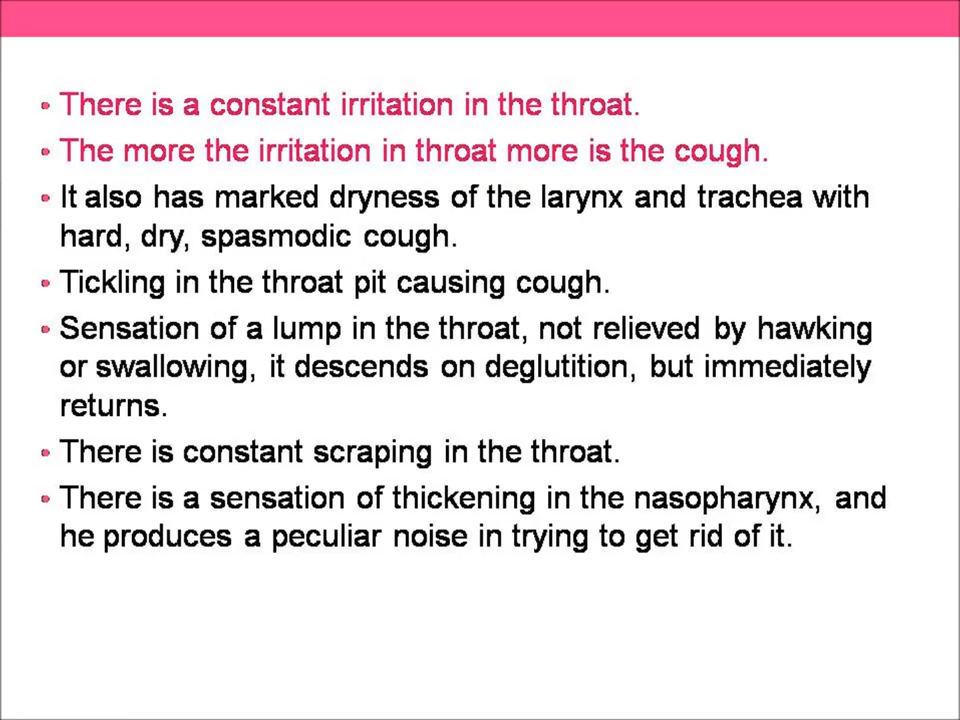 • There is a constant irritation in the throat.
• The more the irritation in throat more is the cough.
• It also has marked dryness of the larynx and trachea with
hard, dry, spasmodic cough.
• Tickling in the throat pit causing cough.
• Sensation of a lump in the throat, not relieved by hawking
or swallowing, it descends on deglutition, but immediately
returns.
• There is constant scraping in the throat.
• There is a sensation of thickening in the nasopharynx, and
he produces a peculiar noise in trying to get rid of it.